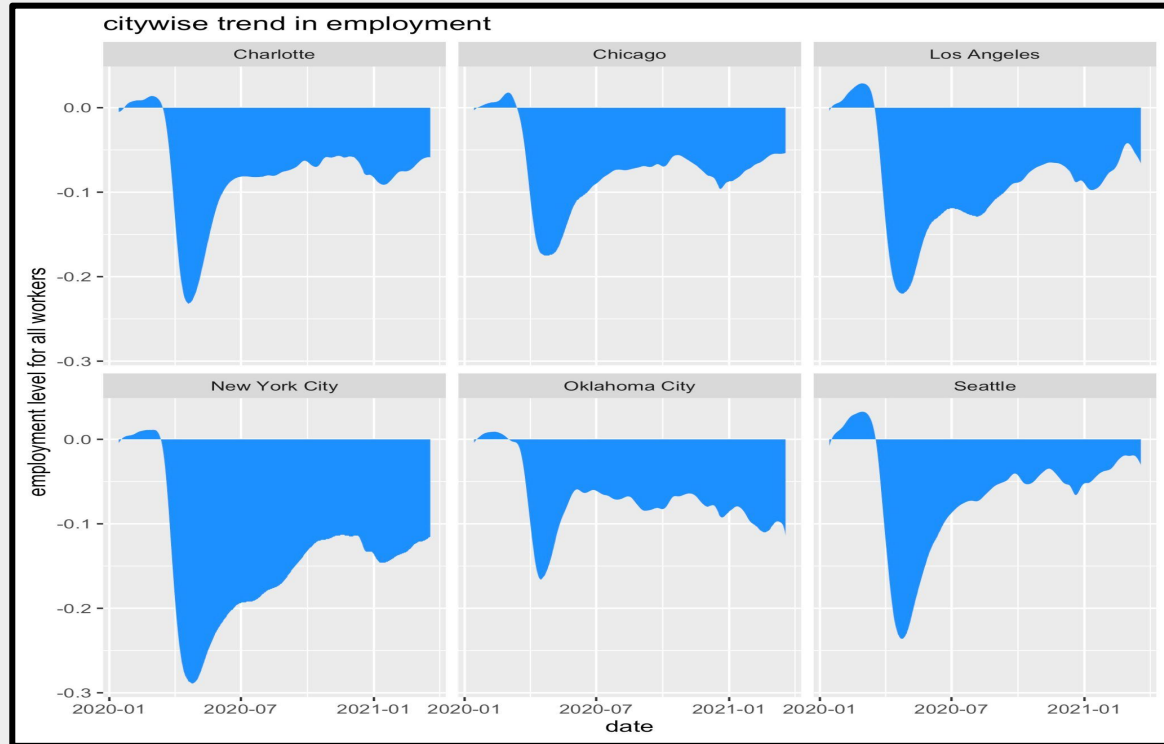 citywise trend in employment
Charlotte Chicago Los Angeles
0.0
-0.1
-0.2
-0.3
New York City Oklahoma City Seattle
0.0
-0.1
-0.2
-0.3
employment level for all workers
2020-01 2020-07 2021-01 2020-01 2020-07 2021-01 2020-01 2020-07 2021-01
date